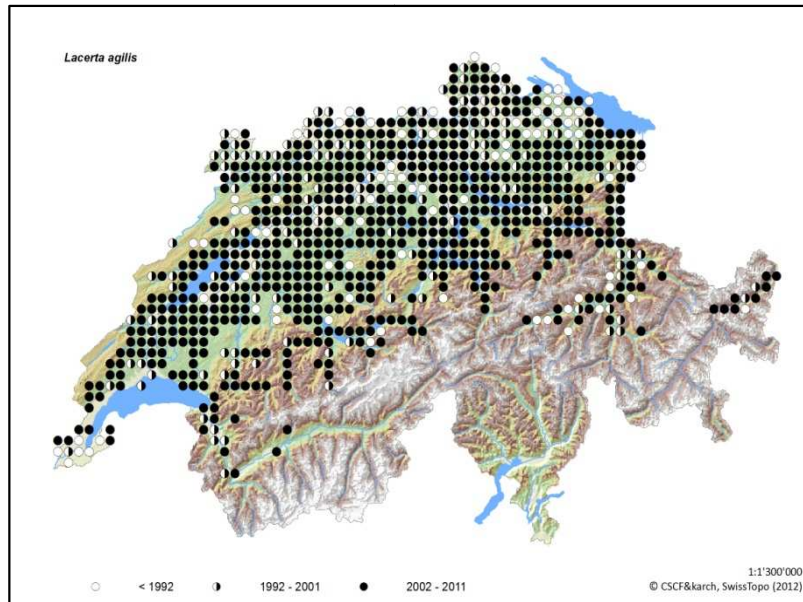 Lacerta agilis
1:1'300'000
< 1992 1992 - 2001 2002 - 2011
© CSCF&karch, SwissTopo (2012)